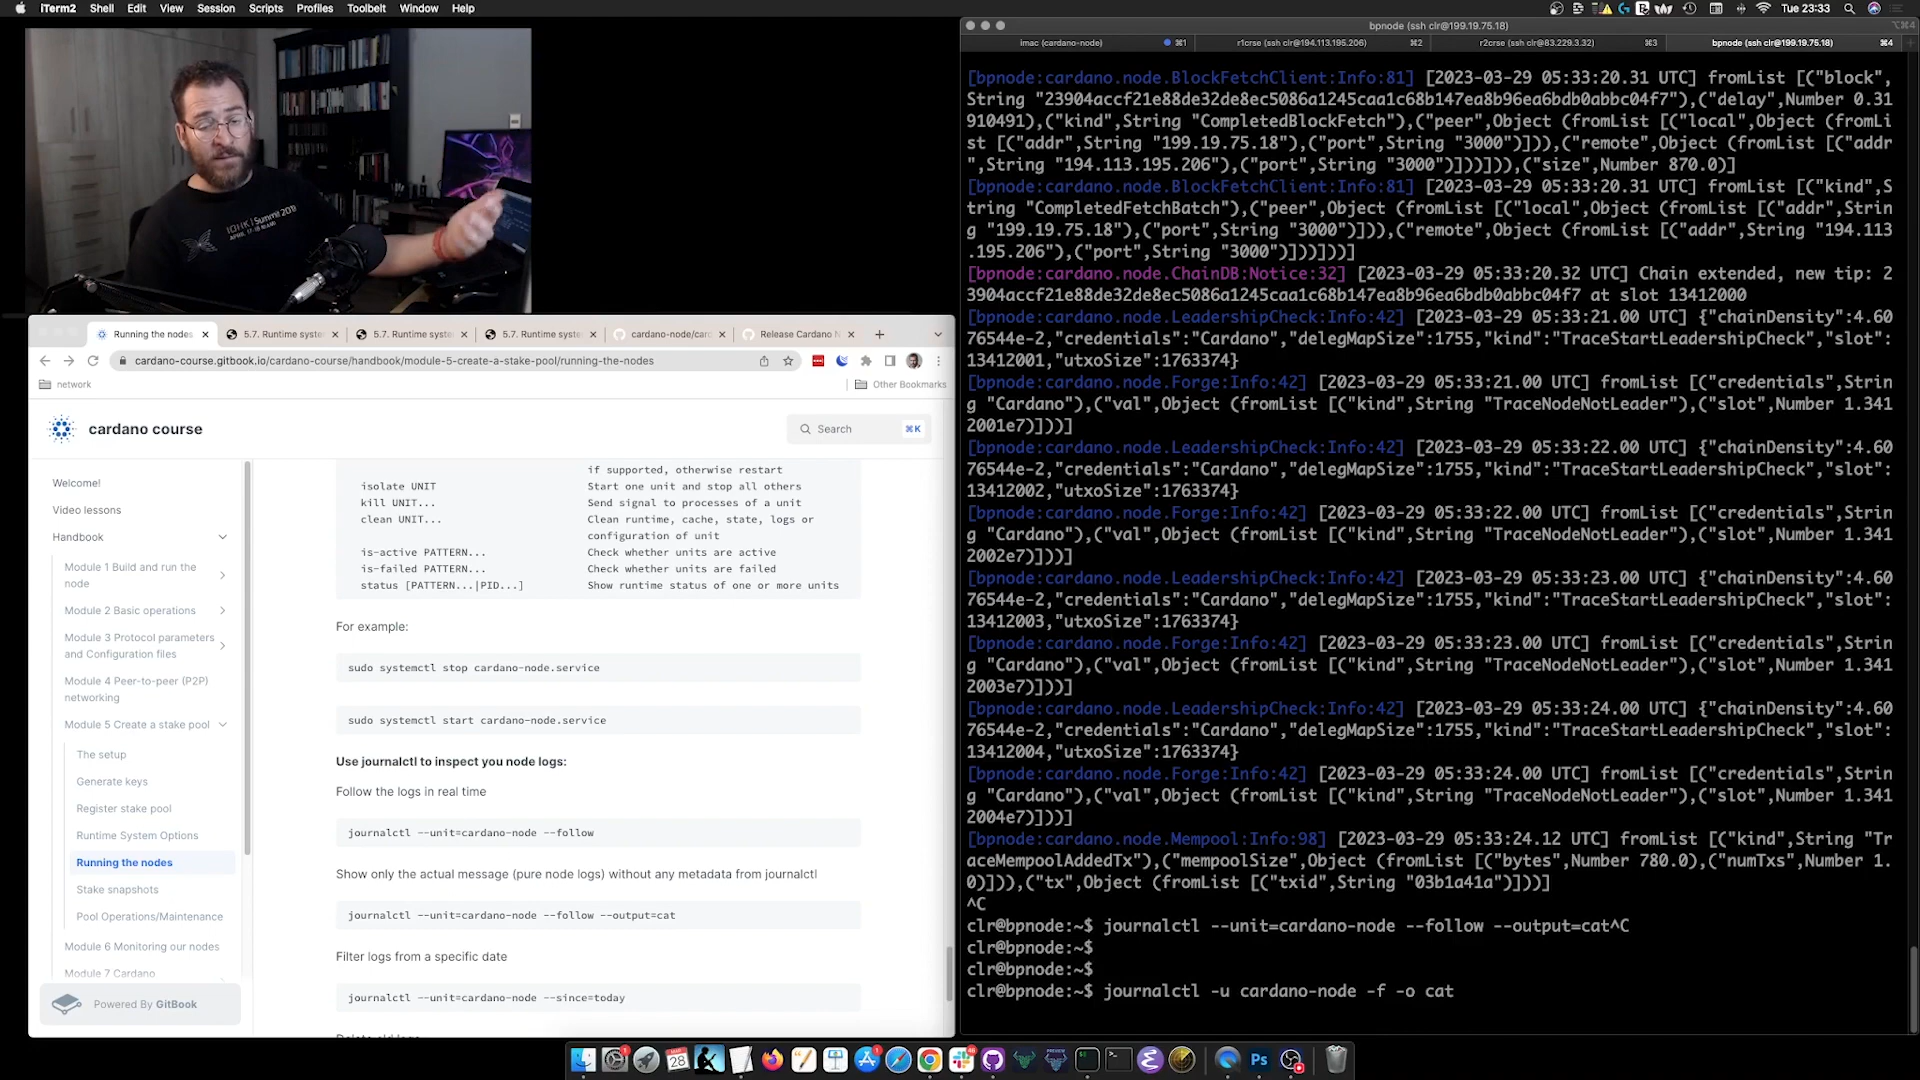 iTerm2 Shell Edit View Session Scripts Profiles Toolbelt Window Help
Tue 23:33
IOHK | Summit 2019
APRIL 17-18 MIAMI
Running the nodes
5.7. Runtime syste
5.7. Runtime syste
5.7. Runtime syste
cardano-node/card
Release Cardano N
cardano-course.gitbook.io/cardano-course/handbook/module-5-create-a-stake-pool/running-the-nodes
network
Other Bookmarks
cardano course
Search
⌘K
Welcome!
Video lessons
Handbook
Module 1 Build and run the
node
Module 2 Basic operations
Module 3 Protocol parameters
and Configuration files
Module 4 Peer-to-peer (P2P)
networking
Module 5 Create a stake pool
The setup
Generate keys
Register stake pool
Runtime System Options
Running the nodes
Stake snapshots
Pool Operations/Maintenance
Module 6 Monitoring our nodes
Module 7 Cardano
Powered By GitBook
if supported, otherwise restart
isolate UNIT Start one unit and stop all others
kill UNIT... Send signal to processes of a unit
clean UNIT... Clean runtime, cache, state, logs or
configuration of unit
is-active PATTERN... Check whether units are active
is-failed PATTERN... Check whether units are failed
status [PATTERN...|PID...] Show runtime status of one or more units
For example:
sudo systemctl stop cardano-node.service
sudo systemctl start cardano-node.service
Use journalctl to inspect you node logs:
Follow the logs in real time
journalctl --unit=cardano-node --follow
Show only the actual message (pure node logs) without any metadata from journalctl
journalctl --unit=cardano-node --follow --output=cat
Filter logs from a specific date
journalctl --unit=cardano-node --since=today
bpnode (ssh clr@199.19.75.18)
⌥⌘4
imac (cardano-node) ⌘1
r1crse (ssh clr@194.113.195.206) ⌘2
r2crse (ssh clr@83.229.3.32) ⌘3
bpnode (ssh clr@199.19.75.18) ⌘4
[bpnode:cardano.node.BlockFetchClient:Info:81] [2023-03-29 05:33:20.31 UTC] fromList [("block",
String "23904accf21e88de32de8ec5086a1245caa1c68b147ea8b96ea6bdb0abbc04f7"),("delay",Number 0.31
910491),("kind",String "CompletedBlockFetch"),("peer",Object (fromList [("local",Object (fromLi
st [("addr",String "199.19.75.18"),("port",String "3000")])),("remote",Object (fromList [("addr
",String "194.113.195.206"),("port",String "3000")]))])),("size",Number 870.0)]
[bpnode:cardano.node.BlockFetchClient:Info:81] [2023-03-29 05:33:20.31 UTC] fromList [("kind",S
tring "CompletedFetchBatch"),("peer",Object (fromList [("local",Object (fromList [("addr",Strin
g "199.19.75.18"),("port",String "3000")])),("remote",Object (fromList [("addr",String "194.113
.195.206"),("port",String "3000")]))]))]
[bpnode:cardano.node.ChainDB:Notice:32] [2023-03-29 05:33:20.32 UTC] Chain extended, new tip: 2
3904accf21e88de32de8ec5086a1245caa1c68b147ea8b96ea6bdb0abbc04f7 at slot 13412000
[bpnode:cardano.node.LeadershipCheck:Info:42] [2023-03-29 05:33:21.00 UTC] {"chainDensity":4.60
76544e-2,"credentials":"Cardano","delegMapSize":1755,"kind":"TraceStartLeadershipCheck","slot":
13412001,"utxoSize":1763374}
[bpnode:cardano.node.Forge:Info:42] [2023-03-29 05:33:21.00 UTC] fromList [("credentials",Strin
g "Cardano"),("val",Object (fromList [("kind",String "TraceNodeNotLeader"),("slot",Number 1.341
2001e7)]))]
[bpnode:cardano.node.LeadershipCheck:Info:42] [2023-03-29 05:33:22.00 UTC] {"chainDensity":4.60
76544e-2,"credentials":"Cardano","delegMapSize":1755,"kind":"TraceStartLeadershipCheck","slot":
13412002,"utxoSize":1763374}
[bpnode:cardano.node.Forge:Info:42] [2023-03-29 05:33:22.00 UTC] fromList [("credentials",Strin
g "Cardano"),("val",Object (fromList [("kind",String "TraceNodeNotLeader"),("slot",Number 1.341
2002e7)]))]
[bpnode:cardano.node.LeadershipCheck:Info:42] [2023-03-29 05:33:23.00 UTC] {"chainDensity":4.60
76544e-2,"credentials":"Cardano","delegMapSize":1755,"kind":"TraceStartLeadershipCheck","slot":
13412003,"utxoSize":1763374}
[bpnode:cardano.node.Forge:Info:42] [2023-03-29 05:33:23.00 UTC] fromList [("credentials",Strin
g "Cardano"),("val",Object (fromList [("kind",String "TraceNodeNotLeader"),("slot",Number 1.341
2003e7)]))]
[bpnode:cardano.node.LeadershipCheck:Info:42] [2023-03-29 05:33:24.00 UTC] {"chainDensity":4.60
76544e-2,"credentials":"Cardano","delegMapSize":1755,"kind":"TraceStartLeadershipCheck","slot":
13412004,"utxoSize":1763374}
[bpnode:cardano.node.Forge:Info:42] [2023-03-29 05:33:24.00 UTC] fromList [("credentials",Strin
g "Cardano"),("val",Object (fromList [("kind",String "TraceNodeNotLeader"),("slot",Number 1.341
2004e7)]))]
[bpnode:cardano.node.Mempool:Info:98] [2023-03-29 05:33:24.12 UTC] fromList [("kind",String "Tr
aceMempoolAddedTx"),("mempoolSize",Object (fromList [("bytes",Number 780.0),("numTxs",Number 1.
0)])),("tx",Object (fromList [("txid",String "03b1a41a")]))]
^C
clr@bpnode:~$ journalctl --unit=cardano-node --follow --output=cat^C
clr@bpnode:~$
clr@bpnode:~$
clr@bpnode:~$ journalctl -u cardano-node -f -o cat